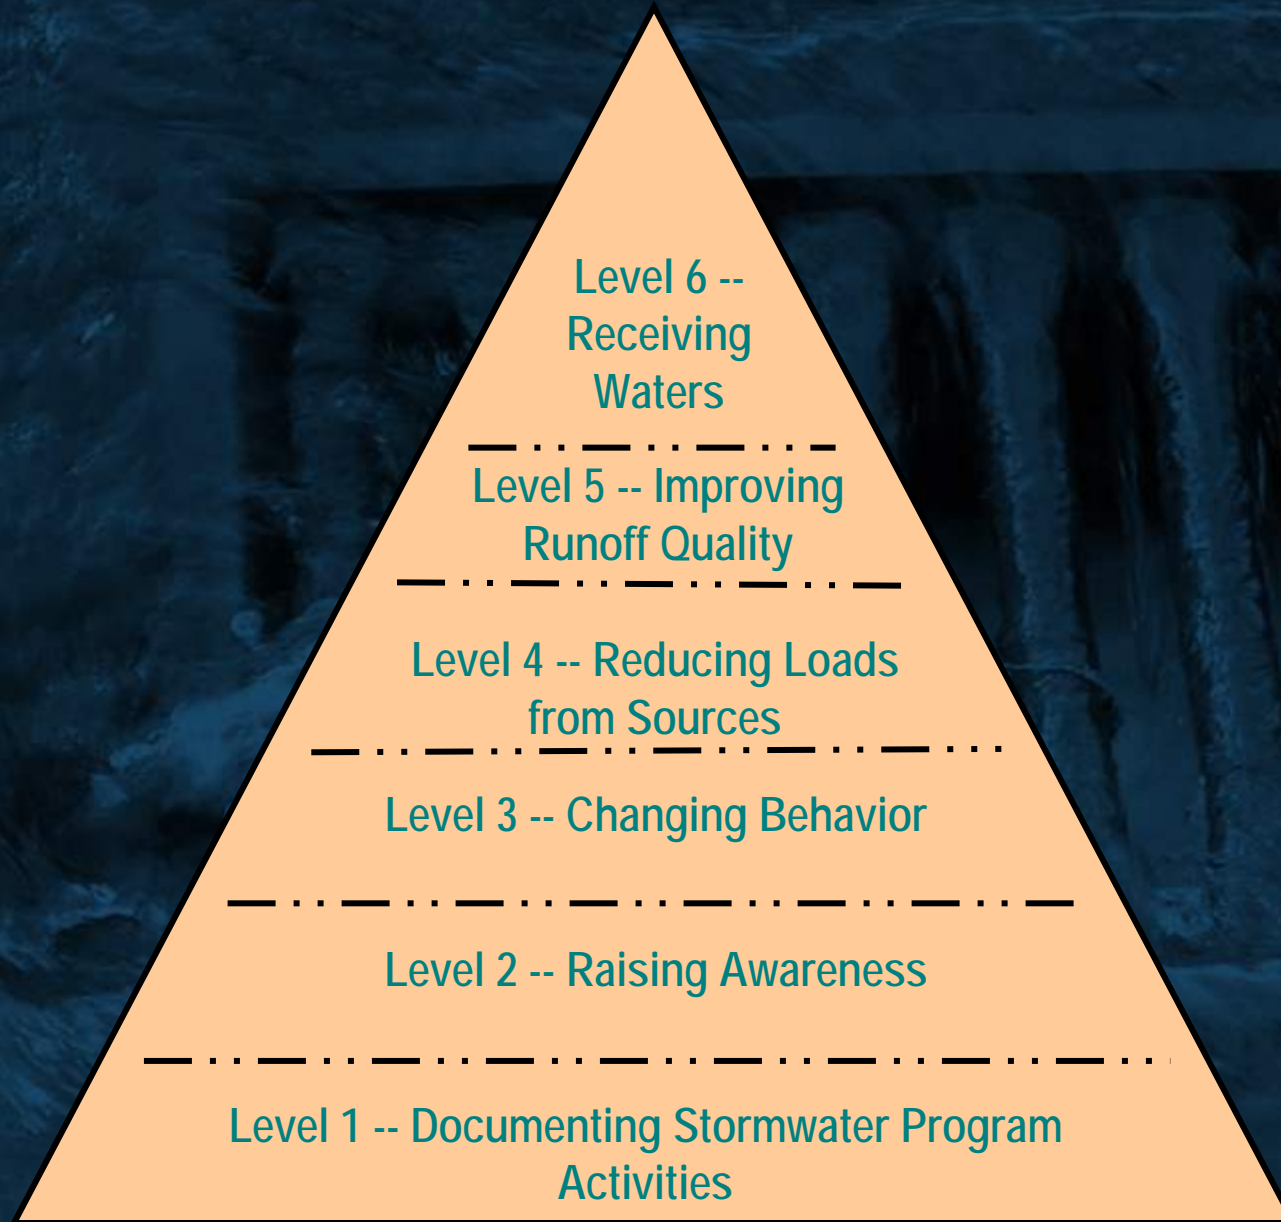 Level 6 --
Receiving
Waters
Level 5 -- Improving
Runoff Quality
Level 4 -- Reducing Loads
from Sources
Level 3 -- Changing Behavior
Level 2 -- Raising Awareness
Level 1 -- Documenting Stormwater Program
Activities